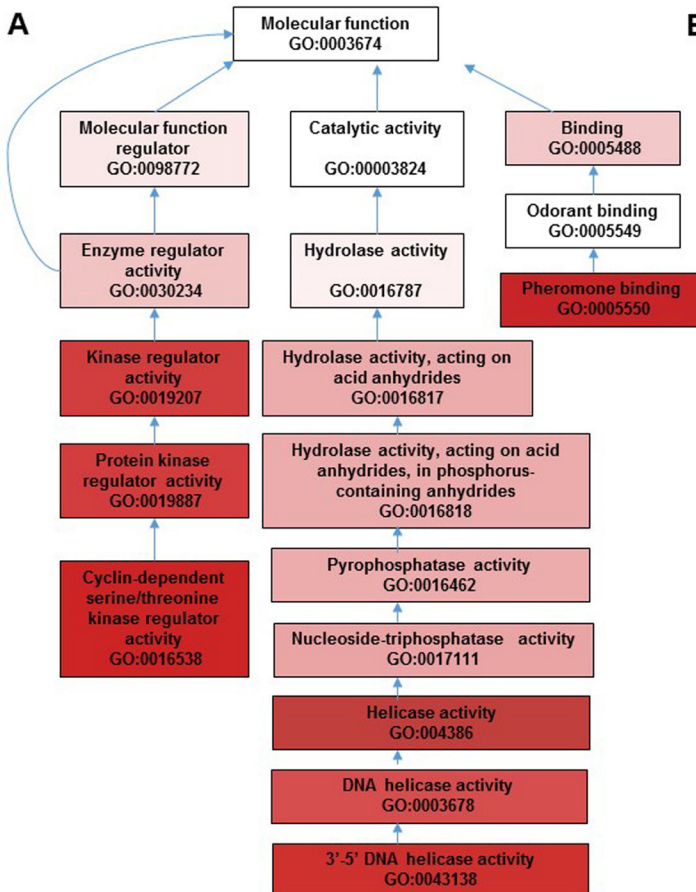 A
Molecular function
GO:0003674
Molecular function
regulator
GO:0098772
Catalytic activity
GO:00003824
Binding
GO:0005488
Odorant binding
GO:0005549
Pheromone binding
GO:0005550
Enzyme regulator
activity
GO:0030234
Hydrolase activity
GO:0016787
Kinase regulator
activity
GO:0019207
Hydrolase activity, acting on
acid anhydrides
GO:0016817
Protein kinase
regulator activity
GO:0019887
Hydrolase activity, acting on acid
anhydrides, in phosphorus-
containing anhydrides
GO:0016818
Cyclin-dependent
serine/threonine
kinase regulator
activity
GO:0016538
Pyrophosphatase activity
GO:0016462
Nucleoside-triphosphatase activity
GO:0017111
Helicase activity
GO:004386
DNA helicase activity
GO:0003678
3’-5’ DNA helicase activity
GO:0043138